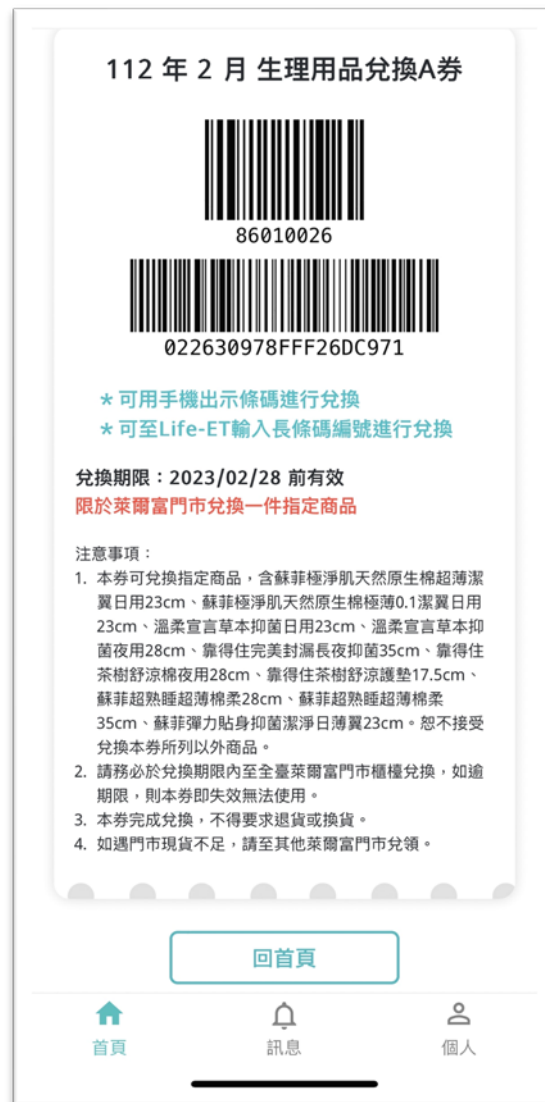 112 年 2 月 生理用品兌換A券
86010026
022630978FFF26DC971
＊可用手機出示條碼進行兌換
＊可至Life-ET輸入長條碼編號進行兌換
兌換期限：2023/02/28 前有效
限於萊爾富門市兌換一件指定商品
注意事項：
1. 本券可兌換指定商品，含蘇菲極淨肌天然原生棉超薄潔
翼日用23cm、蘇菲極淨肌天然原生棉極薄0.1潔翼日用
23cm、溫柔宣言草本抑菌日用23cm、溫柔宣言草本抑
菌夜用28cm、靠得住完美封漏長夜抑菌35cm、靠得住
茶樹舒涼棉夜用28cm、靠得住茶樹舒涼護墊17.5cm、
蘇菲超熟睡超薄棉柔28cm、蘇菲超熟睡超薄棉柔
35cm、蘇菲彈力貼身抑菌潔淨日薄翼23cm。恕不接受
兌換本券所列以外商品。
2. 請務必於兌換期限內至全臺萊爾富門市櫃檯兌換，如逾
期限，則本券即失效無法使用。
3. 本券完成兌換，不得要求退貨或換貨。
4. 如遇門市現貨不足，請至其他萊爾富門市兌領。
回首頁
首頁
訊息
個人